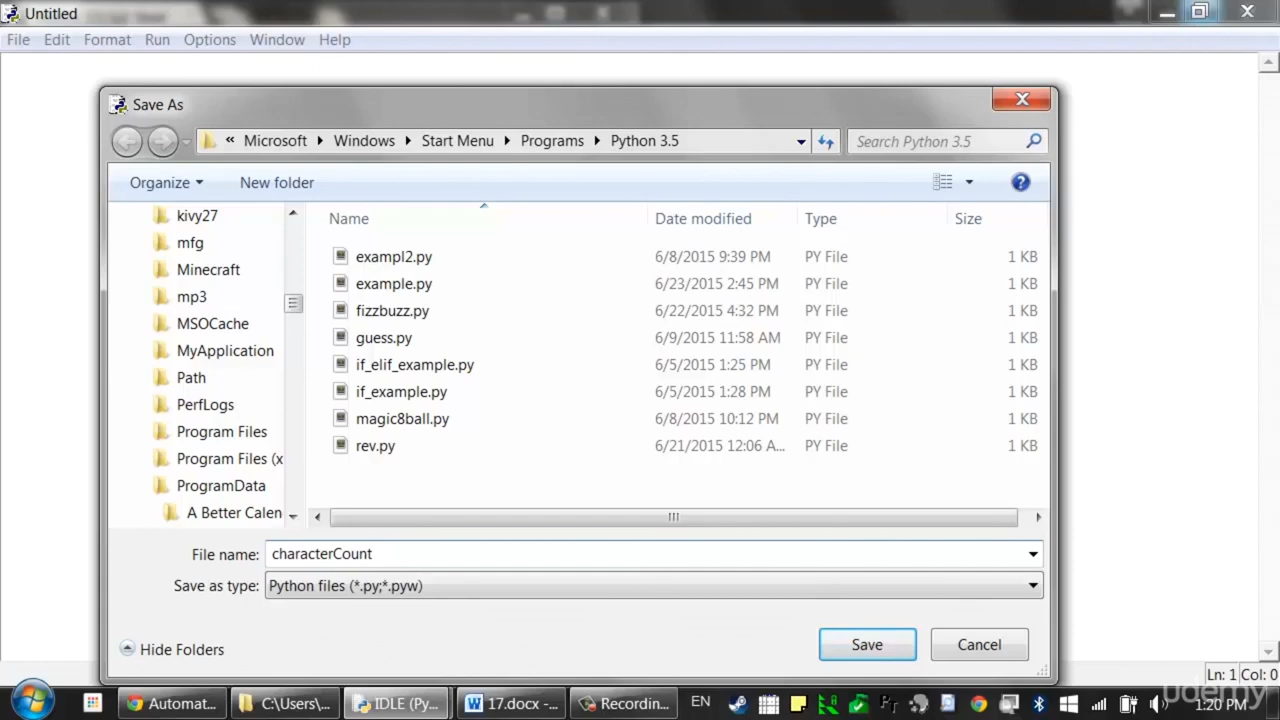 Untitled
File Edit Format Run Options Window Help
Save As
« Microsoft Windows Start Menu Programs Python 3.5 Search Python 3.5
Organize New folder
Name Date modified Type Size
kivy27
mfg
Minecraft
mp3
MSOCache
MyApplication
Path
PerfLogs
Program Files
Program Files (x
ProgramData
A Better Calen
exampl2.py 6/8/2015 9:39 PM PY File 1 KB
example.py 6/23/2015 2:45 PM PY File 1 KB
fizzbuzz.py 6/22/2015 4:32 PM PY File 1 KB
guess.py 6/9/2015 11:58 AM PY File 1 KB
if_elif_example.py 6/5/2015 1:25 PM PY File 1 KB
if_example.py 6/5/2015 1:28 PM PY File 1 KB
magic8ball.py 6/8/2015 10:12 PM PY File 1 KB
rev.py 6/21/2015 12:06 A... PY File 1 KB
File name: characterCount
Save as type: Python files (*.py;*.pyw)
Hide Folders Save Cancel
Ln: 1 Col: 0
Automat... C:\Users\... IDLE (Py... 17.docx -... Recordin... EN 1:20 PM
udemy